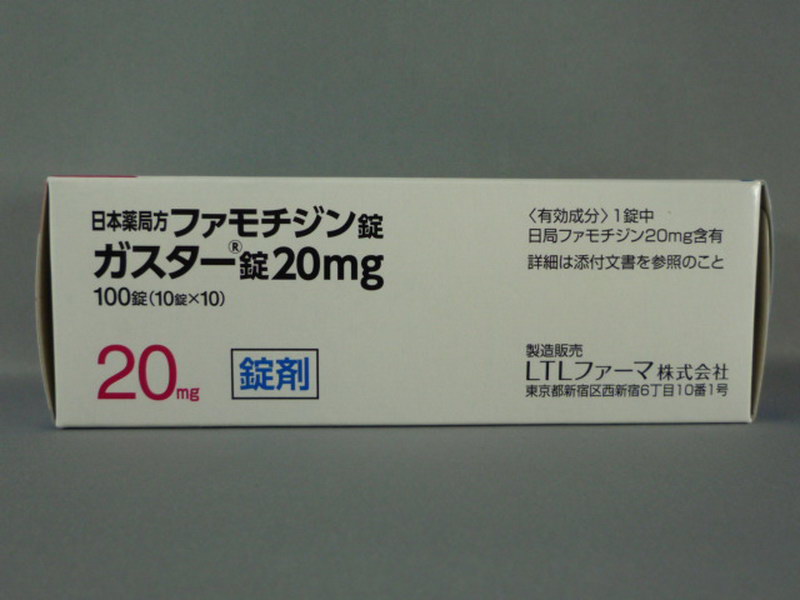 日本薬局方ファモチジン錠
ガスター®錠20mg
100錠(10錠×10)
20mg
錠剤
〈有効成分〉1錠中
日局ファモチジン20mg含有
詳細は添付文書を参照のこと
製造販売
LTLファーマ株式会社
東京都新宿区西新宿6丁目10番1号